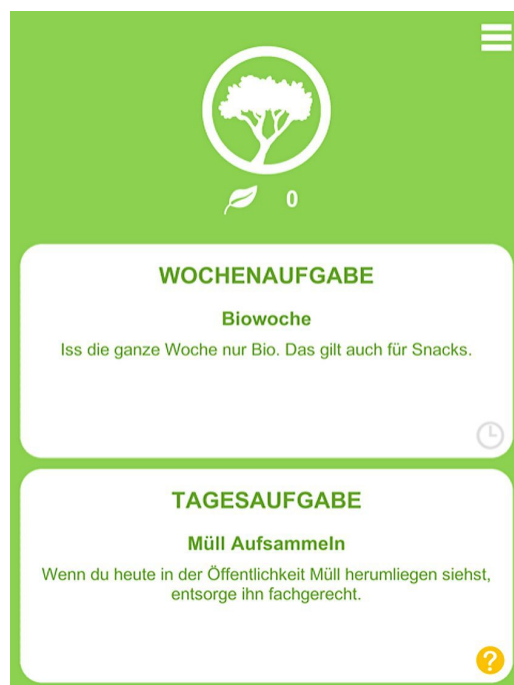 0
WOCHENAUFGABE
Biowoche
Iss die ganze Woche nur Bio. Das gilt auch für Snacks.
TAGESAUFGABE
Müll Aufsammeln
Wenn du heute in der Öffentlichkeit Müll herumliegen siehst,
entsorge ihn fachgerecht.
?